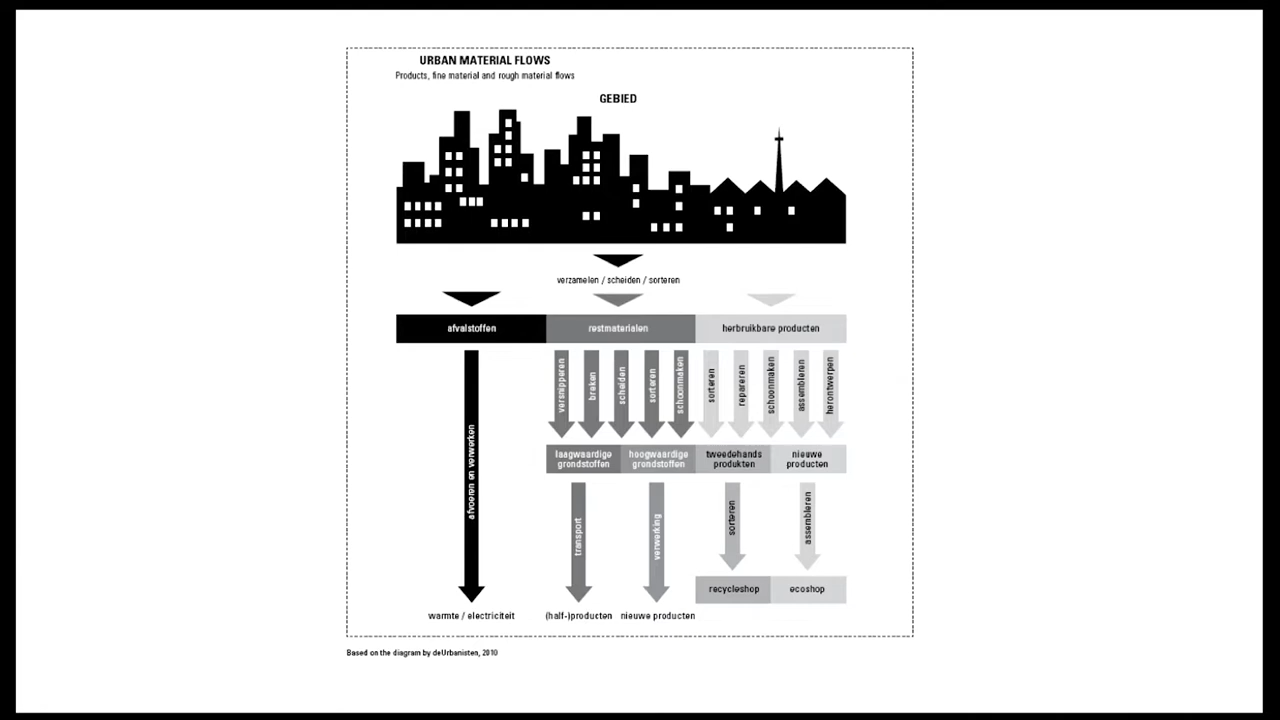 URBAN MATERIAL FLOWS
Products, fine material and rough material flows
GEBIED
verzamelen / scheiden / sorteren
afvalstoffen
restmaterialen
herbruikbare producten
versnipperen
breken
scheiden
sorteren
schoonmaken
sorteren
repareren
schoonmaken
assembleren
herontwerpen
afvoeren en verwerken
laagwaardige
grondstoffen
hoogwaardige
grondstoffen
tweedehands
produkten
nieuwe
producten
transport
verwerking
sorteren
assembleren
recycleshop
ecoshop
warmte / electriciteit
(half-)producten
nieuwe producten
Based on the diagram by deUrbanisten, 2010